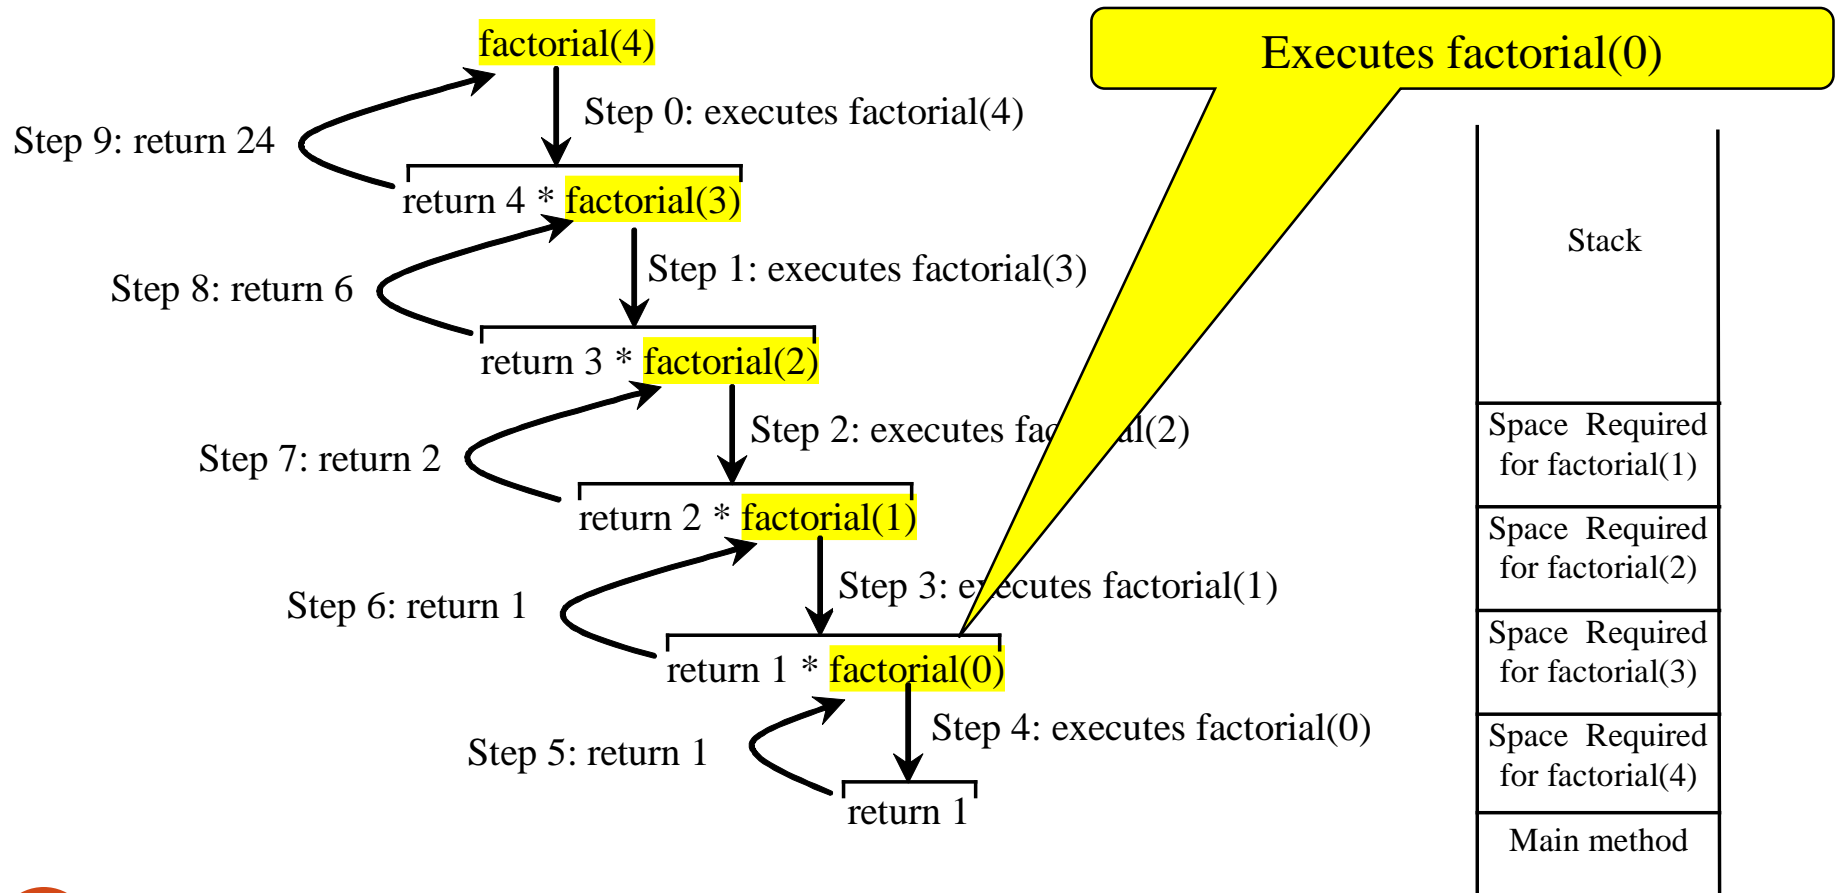 factorial(4)
Executes factorial(0)
Step 0: executes factorial(4)
Step 9: return 24
return 4 * factorial(3)
Step 1: executes factorial(3)
Step 8: return 6
return 3 * factorial(2)
Step 2: executes fac al(2)
Step 7: return 2
return 2 * factorial(1)
Step 3: executes factorial(1)
Step 6: return 1
return 1 * factorial(0)
Step 4: executes factorial(0)
Step 5: return 1
return 1
Stack
Space Required
for factorial(1)
Space Required
for factorial(2)
Space Required
for factorial(3)
Space Required
for factorial(4)
Main method